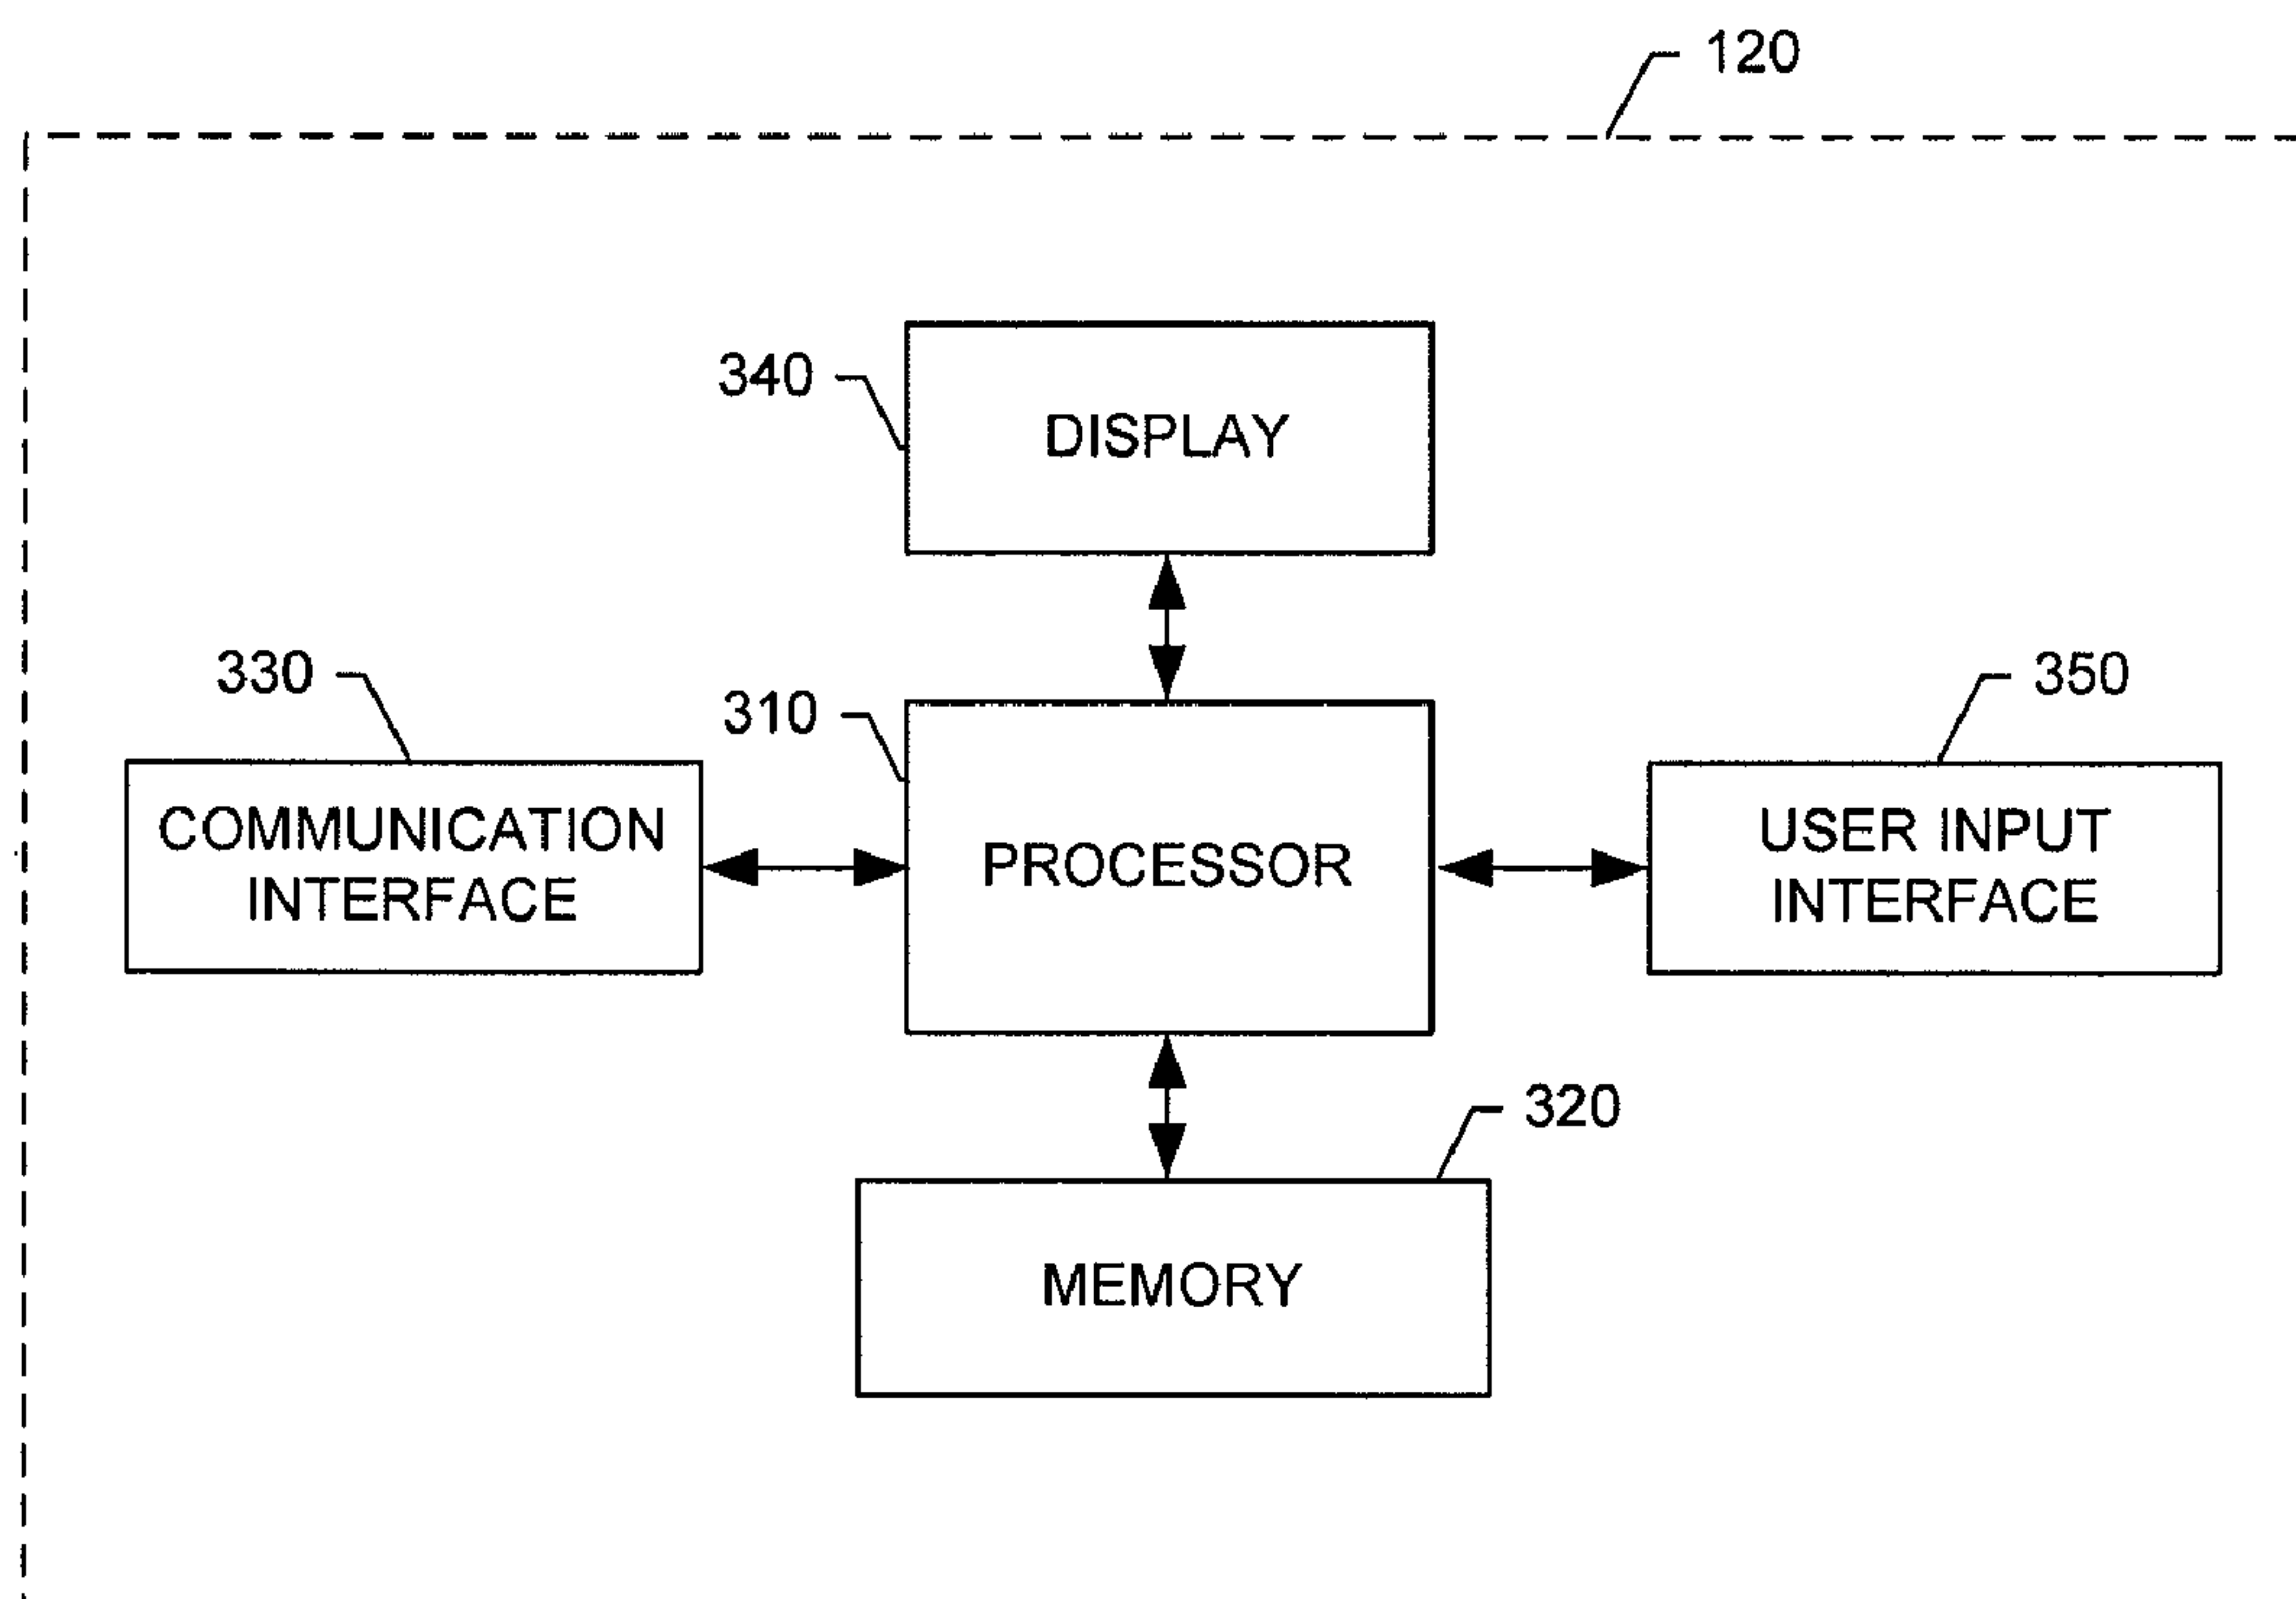 120
340
DISPLAY
330
310
350
COMMUNICATION
INTERFACE
PROCESSOR
USER INPUT
INTERFACE
320
MEMORY